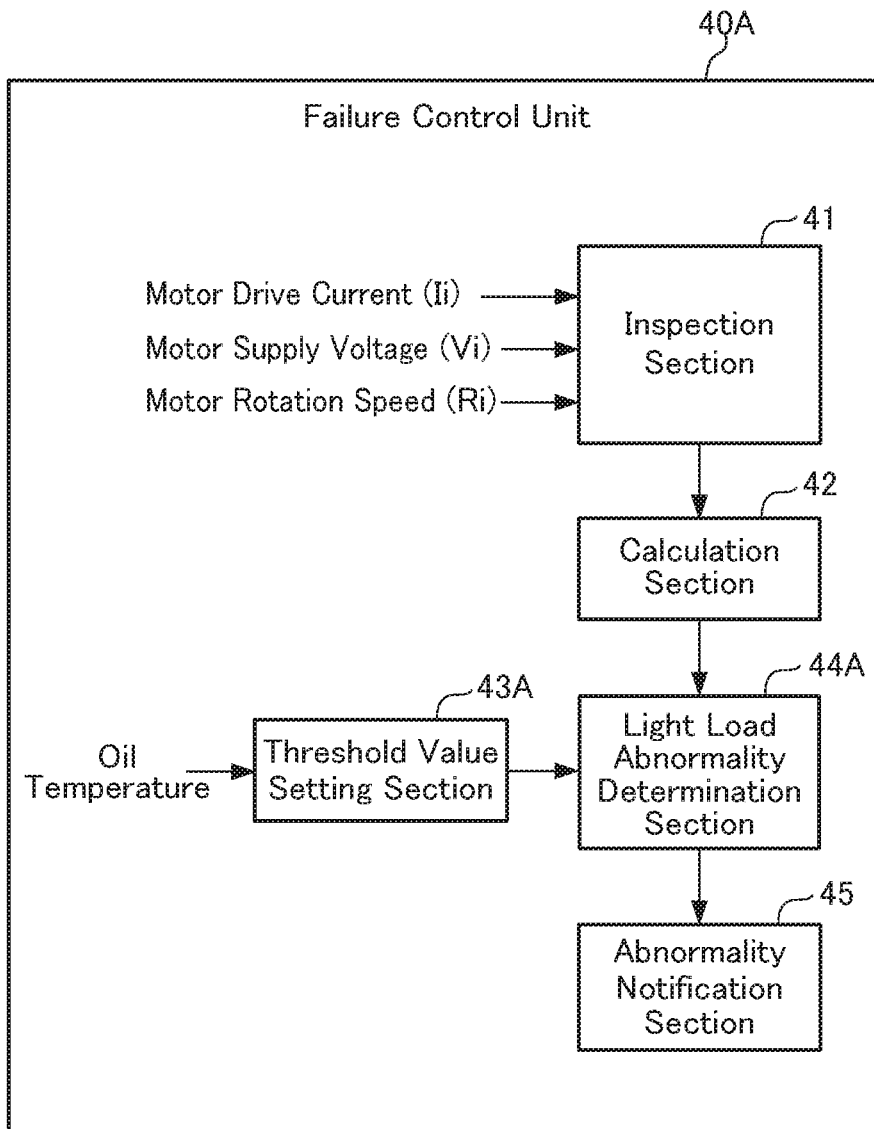 40A
Failure Control Unit
41
Motor Drive Current (Ii)
Motor Supply Voltage (Vi)
Motor Rotation Speed (Ri)
Inspection
Section
42
Calculation
Section
44A
43A
Oil
Temperature
Threshold Value
Setting Section
Light Load
Abnormality
Determination
Section
45
Abnormality
Notification
Section